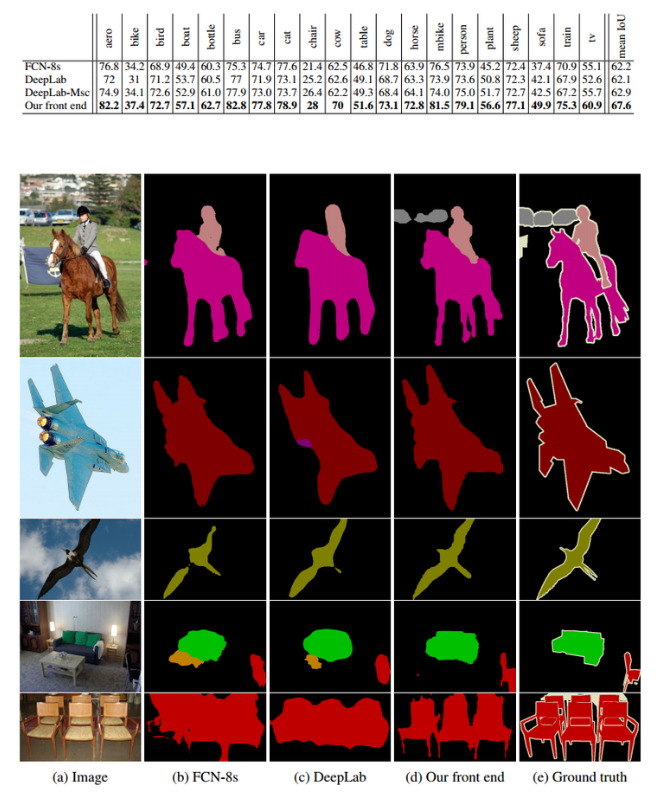 aero bike bird boat bottle bus car cat chair cow table dog horse mbike person plant sheep sofa train tv mean IoU
FCN-8s 76.8 34.2 68.9 49.4 60.3 75.3 74.7 77.6 21.4 62.5 46.8 71.8 63.9 76.5 73.9 45.2 72.4 37.4 70.9 55.1 62.2
DeepLab 72 31 71.2 53.7 60.5 77 71.9 73.1 25.2 62.6 49.1 68.7 63.3 73.9 73.6 50.8 72.3 42.1 67.9 52.6 62.1
DeepLab-Msc 74.9 34.1 72.6 52.9 61.0 77.9 73.0 73.7 26.4 62.2 49.3 68.4 64.1 74.0 75.0 51.7 72.7 42.5 67.2 55.7 62.9
Our front end 82.2 37.4 72.7 57.1 62.7 82.8 77.8 78.9 28 70 51.6 73.1 72.8 81.5 79.1 56.6 77.1 49.9 75.3 60.9 67.6
(a) Image (b) FCN-8s (c) DeepLab (d) Our front end (e) Ground truth